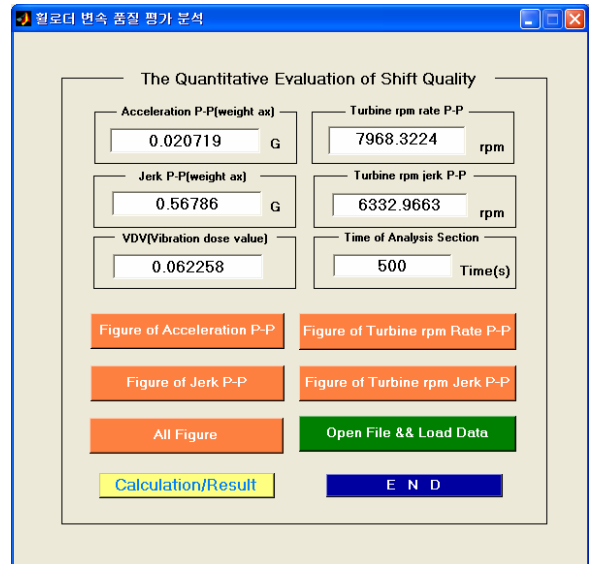 휠로더 변속 품질 평가 분석
The Quantitative Evaluation of Shift Quality
Acceleration P-P(weight ax)
0.020719 G
Turbine rpm rate P-P
7968.3224 rpm
Jerk P-P(weight ax)
0.56786 G
Turbine rpm jerk P-P
6332.9663 rpm
VDV(Vibration dose value)
0.062258
Time of Analysis Section
500 Time(s)
Figure of Acceleration P-P
Figure of Turbine rpm Rate P-P
Figure of Jerk P-P
Figure of Turbine rpm Jerk P-P
All Figure
Open File && Load Data
Calculation/Result
E N D